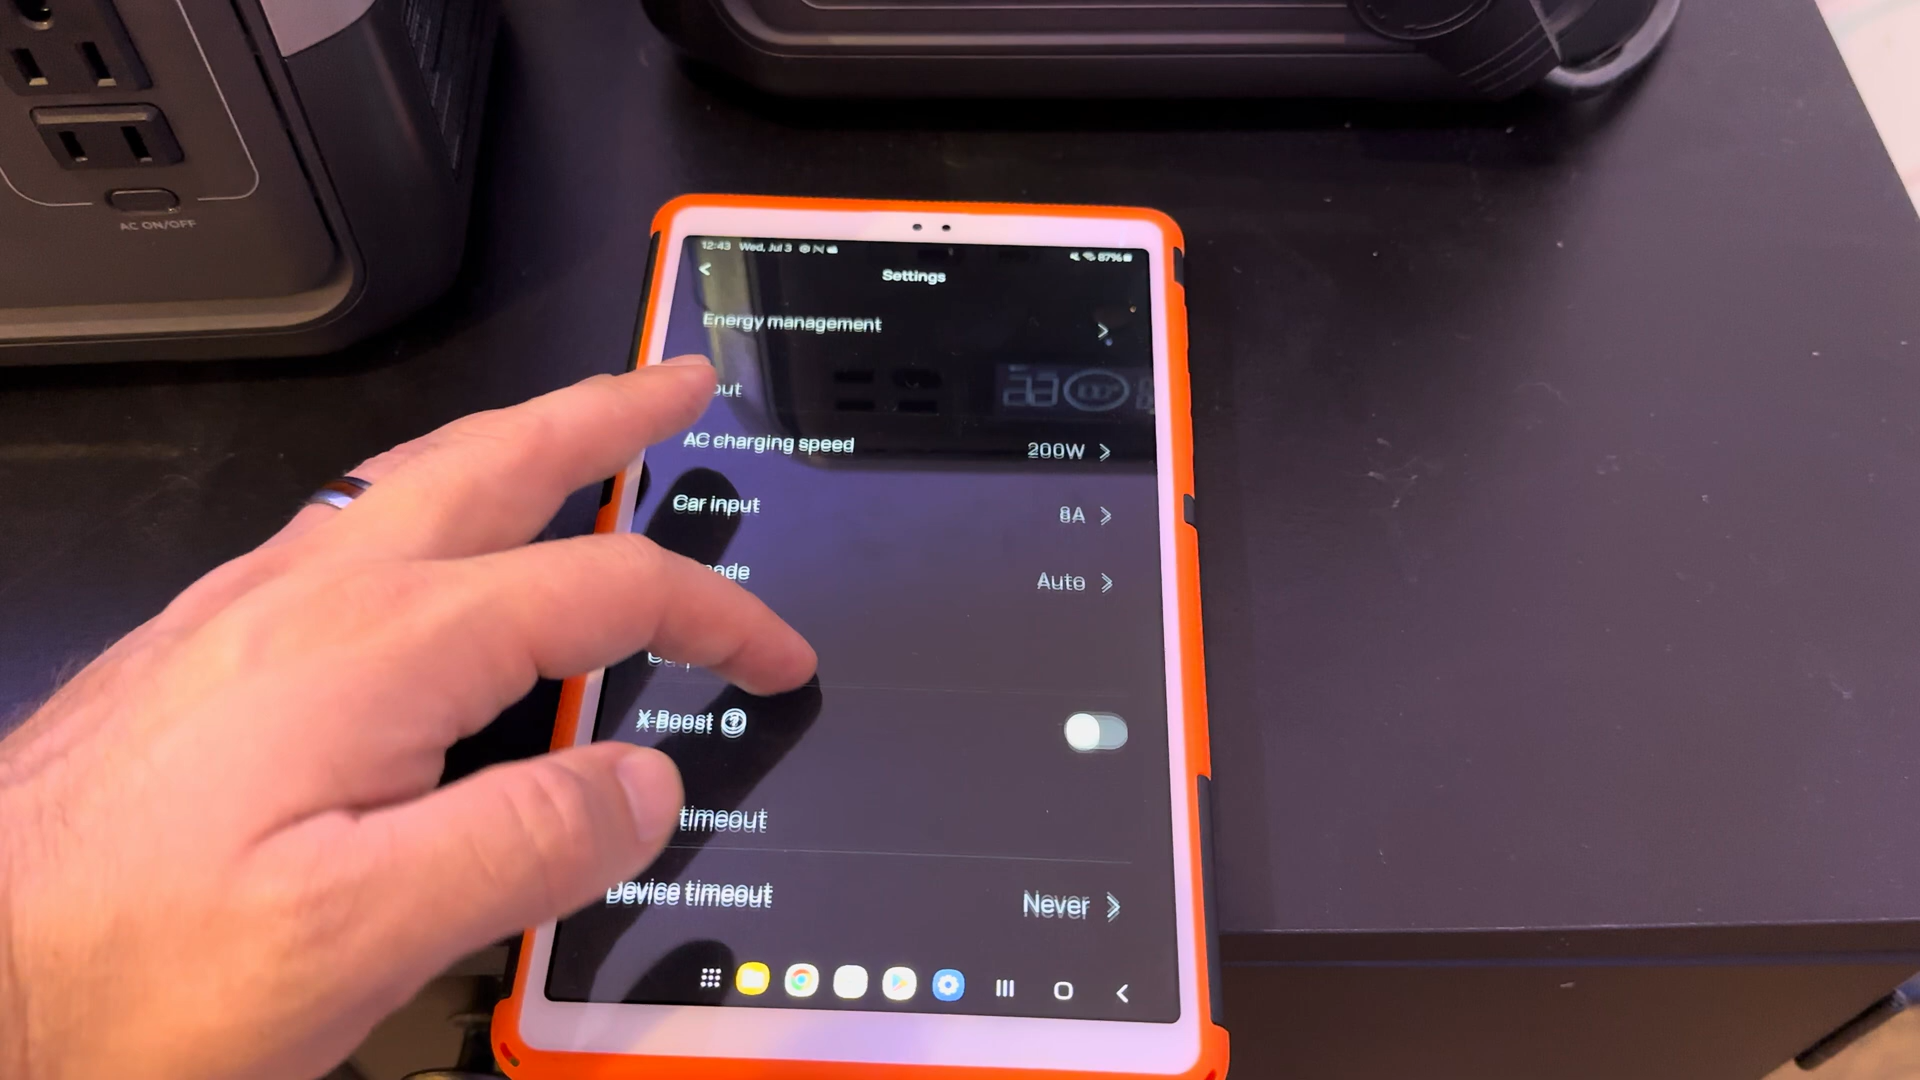 AC ON/OFF
12:43 Wed, Jul 3
87%
Settings
Energy management
AC charging speed 200W
Car input 8A
Auto
X-Boost
timeout
Device timeout Never